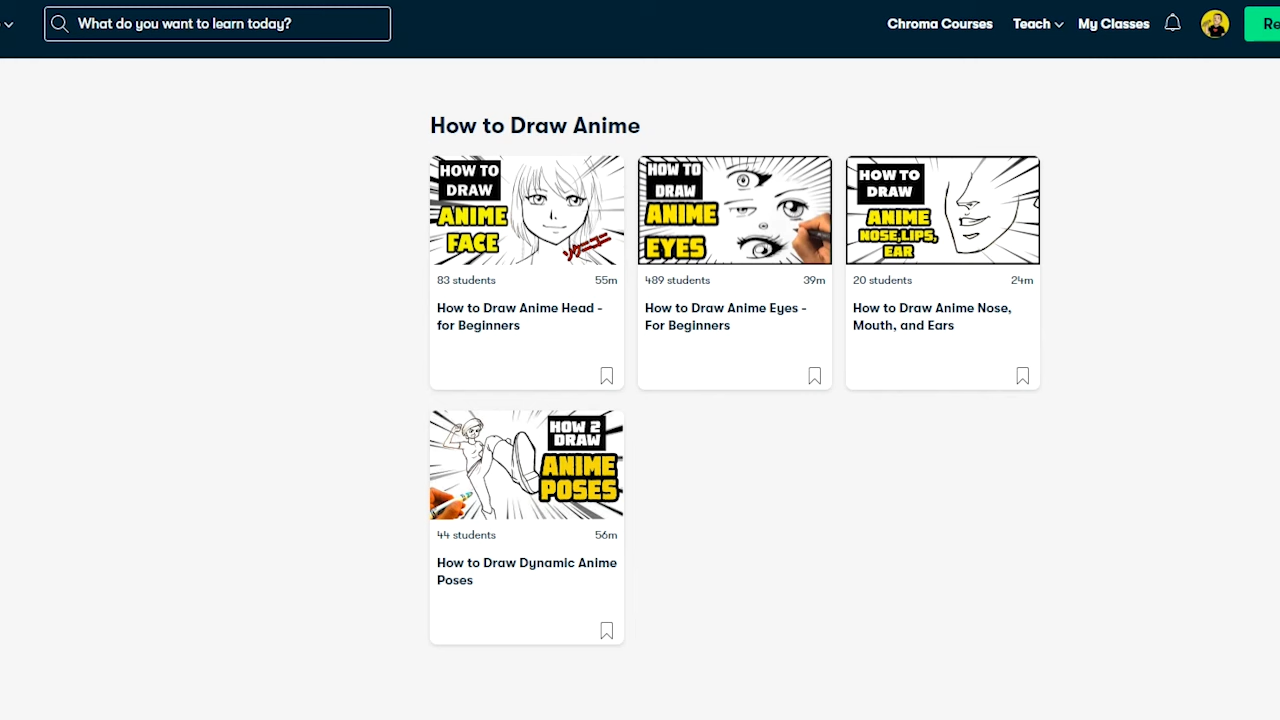 What do you want to learn today?
Chroma Courses
Teach
My Classes
Re
How to Draw Anime
HOW TO
DRAW
ANIME
FACE
83 students
55m
How to Draw Anime Head -
for Beginners
HOW TO
DRAW
ANIME
EYES
489 students
39m
How to Draw Anime Eyes -
For Beginners
HOW TO
DRAW
ANIME
NOSE,LIPS,
EAR
20 students
24m
How to Draw Anime Nose,
Mouth, and Ears
HOW 2
DRAW
ANIME
POSES
44 students
56m
How to Draw Dynamic Anime
Poses